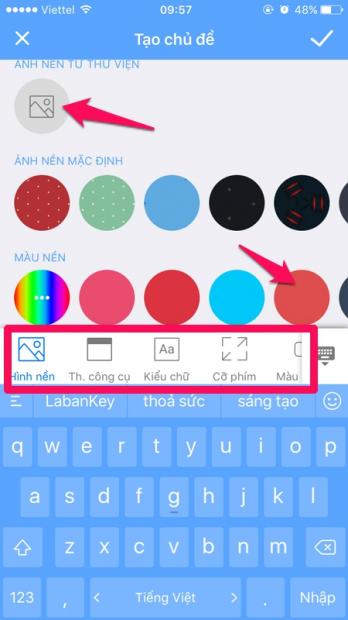 Viettel 09:57 48%
Tạo chủ đề
ẢNH NỀN TỪ THƯ VIỆN
ẢNH NỀN MẶC ĐỊNH
MÀU NỀN
Hình nền Th. công cụ Kiểu chữ Cỡ phím Màu
Aa
LabanKey thoả sức sáng tạo
q w e r t y u i o p
a s d f g h j k l
z x c v b n m
123 , < Tiếng Việt > . Nhập